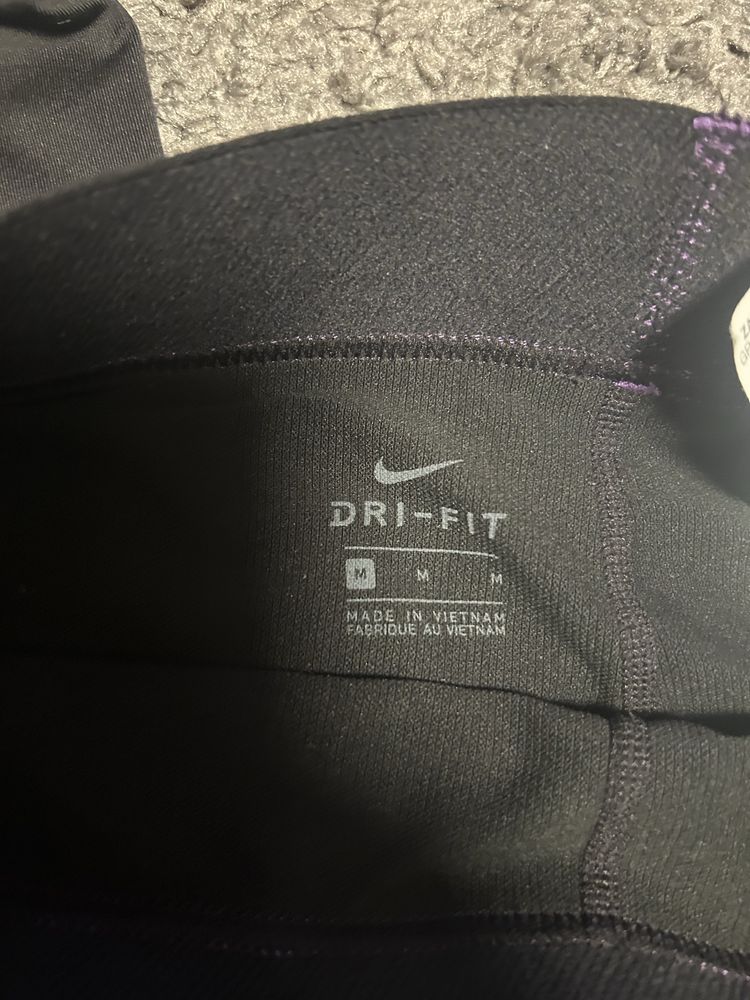 DRI-FIT
M M M
MADE IN VIETNAM
FABRIQUE AU VIETNAM